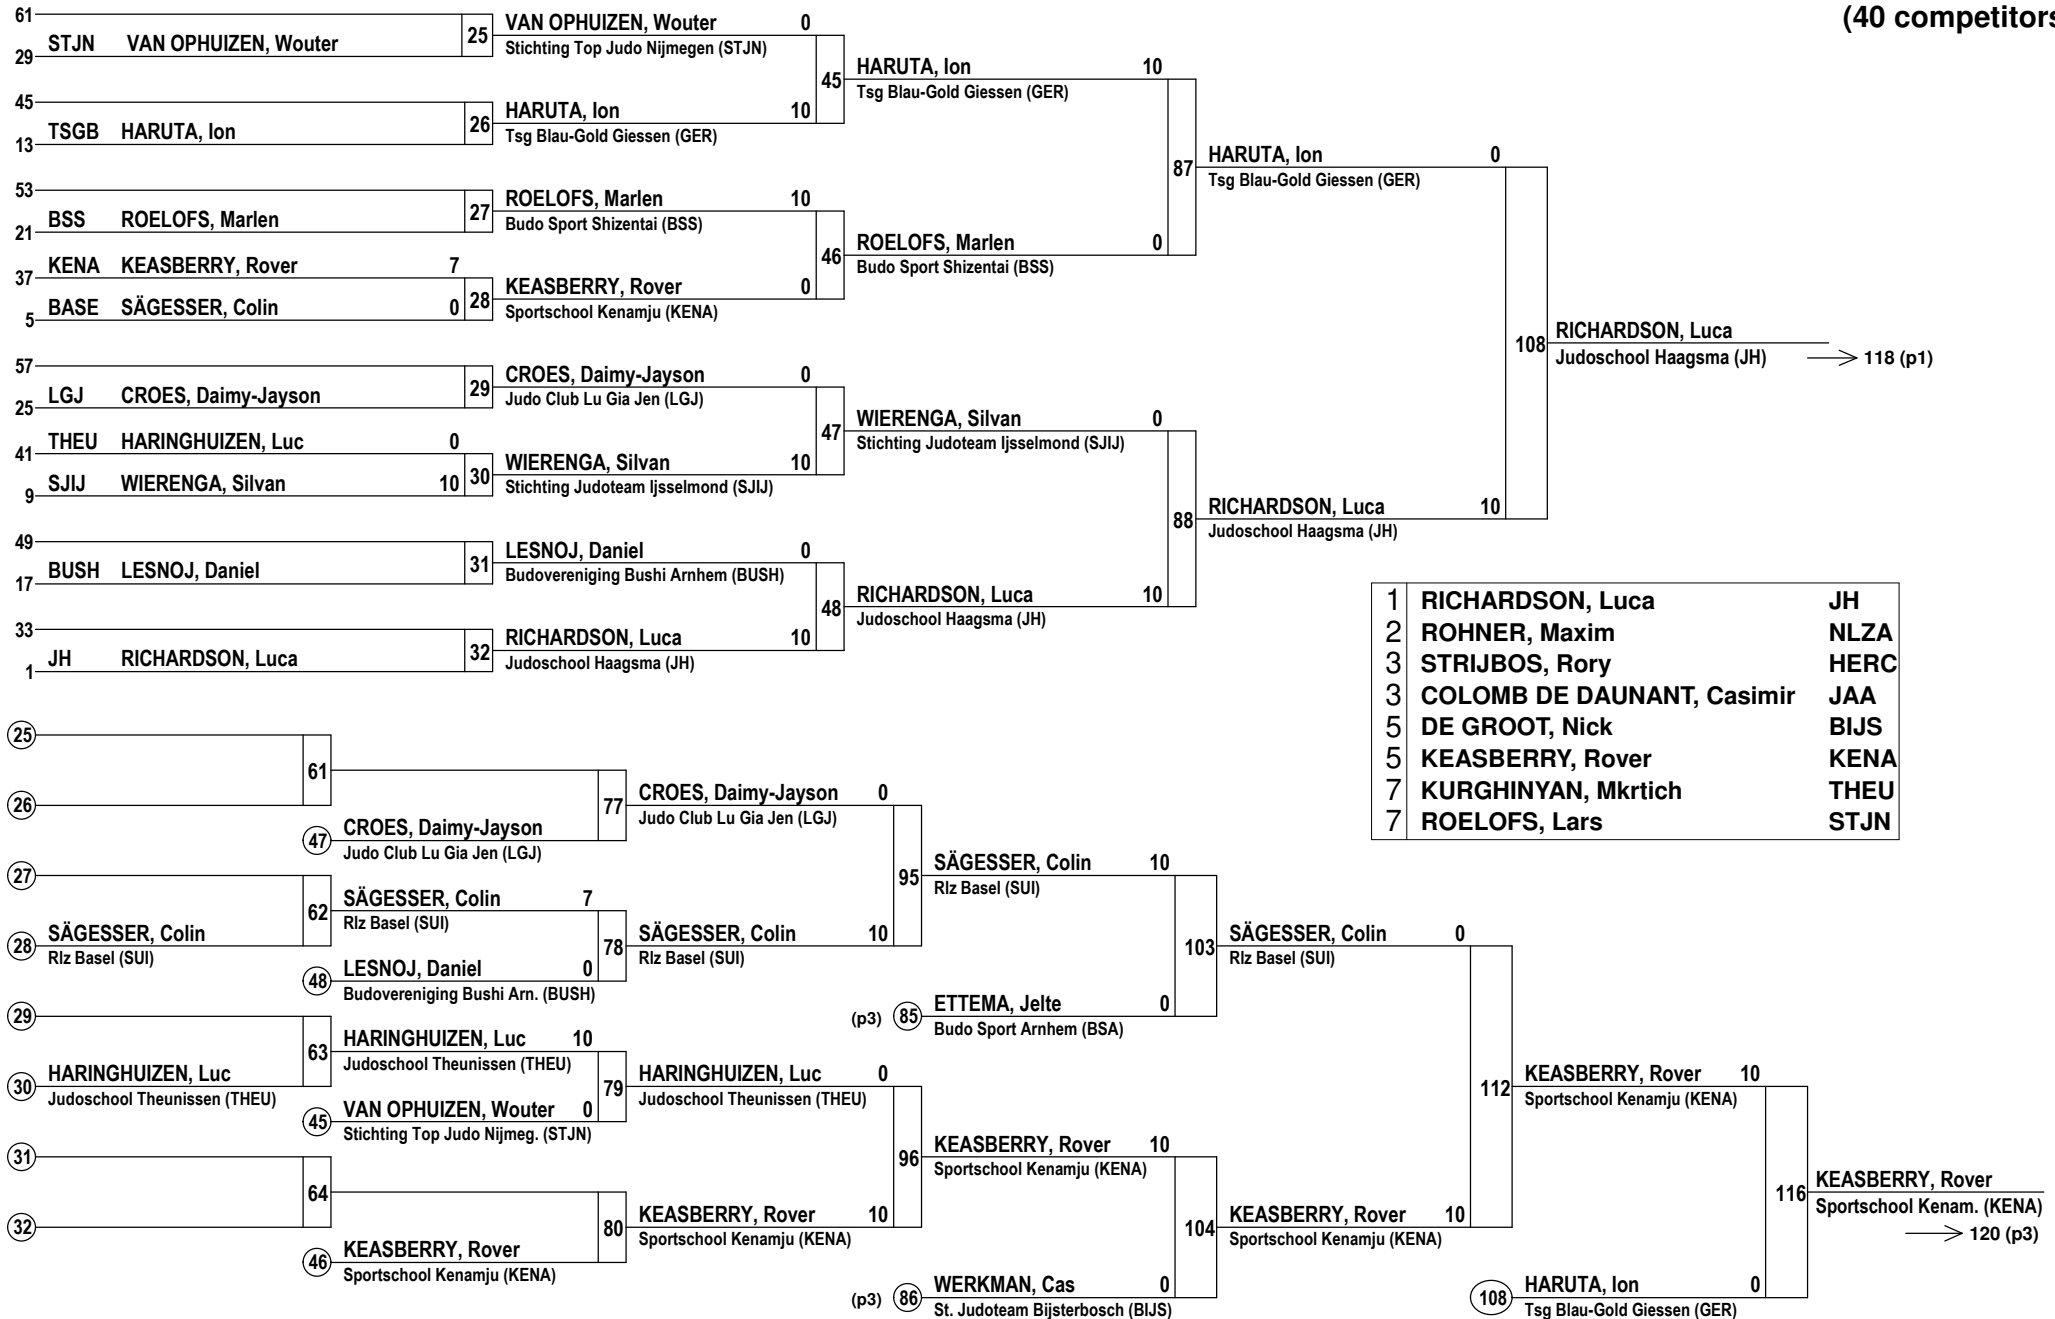 (40 competitors
61
STJN VAN OPHUIZEN, Wouter
29
25
VAN OPHUIZEN, Wouter 0
Stichting Top Judo Nijmegen (STJN)
45
TSGB HARUTA, Ion
13
26
HARUTA, Ion 10
Tsg Blau-Gold Giessen (GER)
45
HARUTA, Ion 10
Tsg Blau-Gold Giessen (GER)
53
BSS ROELOFS, Marlen
21
27
ROELOFS, Marlen 10
Budo Sport Shizentai (BSS)
KENA KEASBERRY, Rover 7
37
BASE SÄGESSER, Colin 0
5
28
KEASBERRY, Rover 0
Sportschool Kenamju (KENA)
46
ROELOFS, Marlen 0
Budo Sport Shizentai (BSS)
87
HARUTA, Ion 0
Tsg Blau-Gold Giessen (GER)
57
LGJ CROES, Daimy-Jayson
25
29
CROES, Daimy-Jayson 0
Judo Club Lu Gia Jen (LGJ)
THEU HARINGHUIZEN, Luc 0
41
SJIJ WIERENGA, Silvan 10
9
30
WIERENGA, Silvan 10
Stichting Judoteam Ijsselmond (SJIJ)
47
WIERENGA, Silvan 0
Stichting Judoteam Ijsselmond (SJIJ)
49
BUSH LESNOJ, Daniel
17
31
LESNOJ, Daniel 0
Budovereniging Bushi Arnhem (BUSH)
33
JH RICHARDSON, Luca
1
32
RICHARDSON, Luca 10
Judoschool Haagsma (JH)
48
RICHARDSON, Luca 10
Judoschool Haagsma (JH)
88
RICHARDSON, Luca 10
Judoschool Haagsma (JH)
108
RICHARDSON, Luca
Judoschool Haagsma (JH)
118 (p1)
1 RICHARDSON, Luca JH
2 ROHNER, Maxim NLZA
3 STRIJBOS, Rory HERC
3 COLOMB DE DAUNANT, Casimir JAA
5 DE GROOT, Nick BIJS
5 KEASBERRY, Rover KENA
7 KURGHINYAN, Mkrtich THEU
7 ROELOFS, Lars STJN
25
26
61
47
CROES, Daimy-Jayson
Judo Club Lu Gia Jen (LGJ)
77
CROES, Daimy-Jayson 0
Judo Club Lu Gia Jen (LGJ)
27
28
SÄGESSER, Colin
Rlz Basel (SUI)
62
SÄGESSER, Colin 7
Rlz Basel (SUI)
48
LESNOJ, Daniel 0
Budovereniging Bushi Arn. (BUSH)
78
SÄGESSER, Colin 10
Rlz Basel (SUI)
95
SÄGESSER, Colin 10
Rlz Basel (SUI)
(p3) 85
ETTEMA, Jelte 0
Budo Sport Arnhem (BSA)
103
SÄGESSER, Colin 0
Rlz Basel (SUI)
29
30
HARINGHUIZEN, Luc
Judoschool Theunissen (THEU)
63
HARINGHUIZEN, Luc 10
Judoschool Theunissen (THEU)
45
VAN OPHUIZEN, Wouter 0
Stichting Top Judo Nijmeg. (STJN)
79
HARINGHUIZEN, Luc 0
Judoschool Theunissen (THEU)
31
32
64
46
KEASBERRY, Rover
Sportschool Kenamju (KENA)
80
KEASBERRY, Rover 10
Sportschool Kenamju (KENA)
96
KEASBERRY, Rover 10
Sportschool Kenamju (KENA)
(p3) 86
WERKMAN, Cas 0
St. Judoteam Bijsterbosch (BIJS)
104
KEASBERRY, Rover 10
Sportschool Kenamju (KENA)
112
KEASBERRY, Rover 10
Sportschool Kenamju (KENA)
108
HARUTA, Ion 0
Tsg Blau-Gold Giessen (GER)
116
KEASBERRY, Rover
Sportschool Kenam. (KENA)
120 (p3)